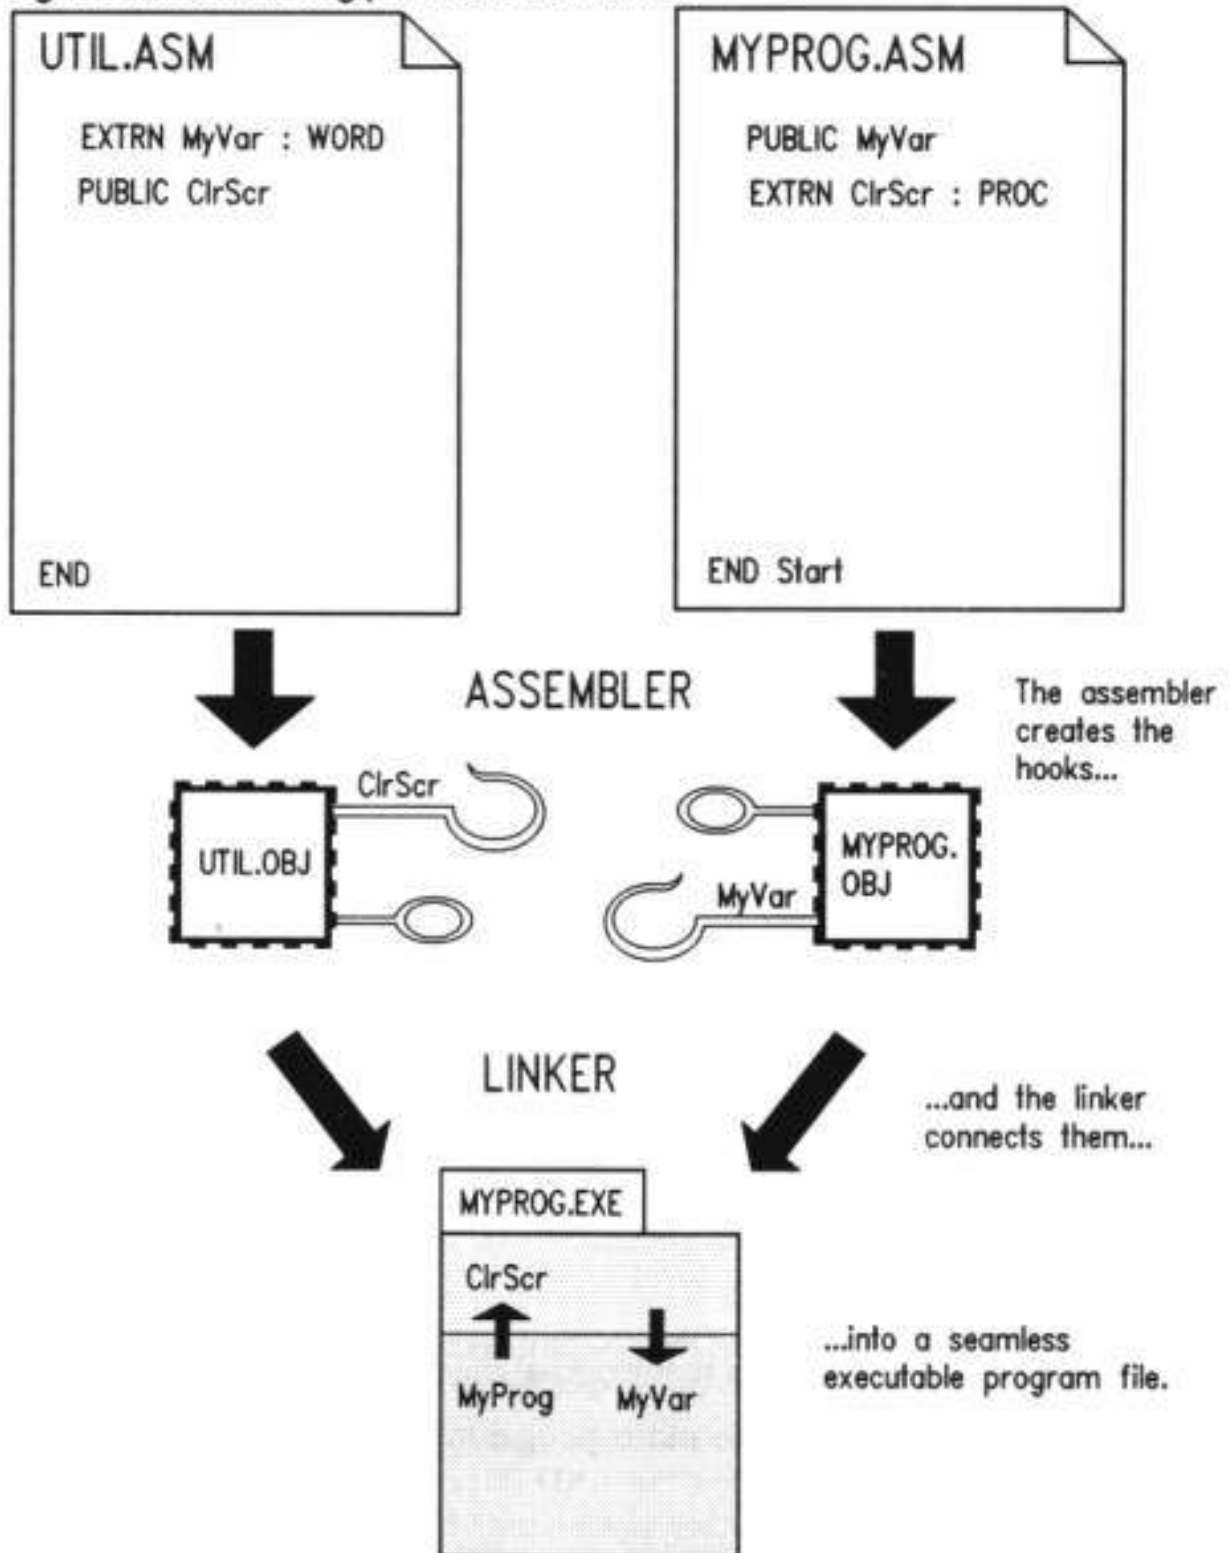 UTIL.ASM
EXTRN MyVar : WORD
PUBLIC ClrScr
END
MYPROG.ASM
PUBLIC MyVar
EXTRN ClrScr : PROC
END Start
ASSEMBLER
The assembler
creates the
hooks...
ClrScr
UTIL.OBJ
MYPROG.
OBJ
MyVar
LINKER
...and the linker
connects them...
MYPROG.EXE
ClrScr
MyProg
MyVar
...into a seamless
executable program file.